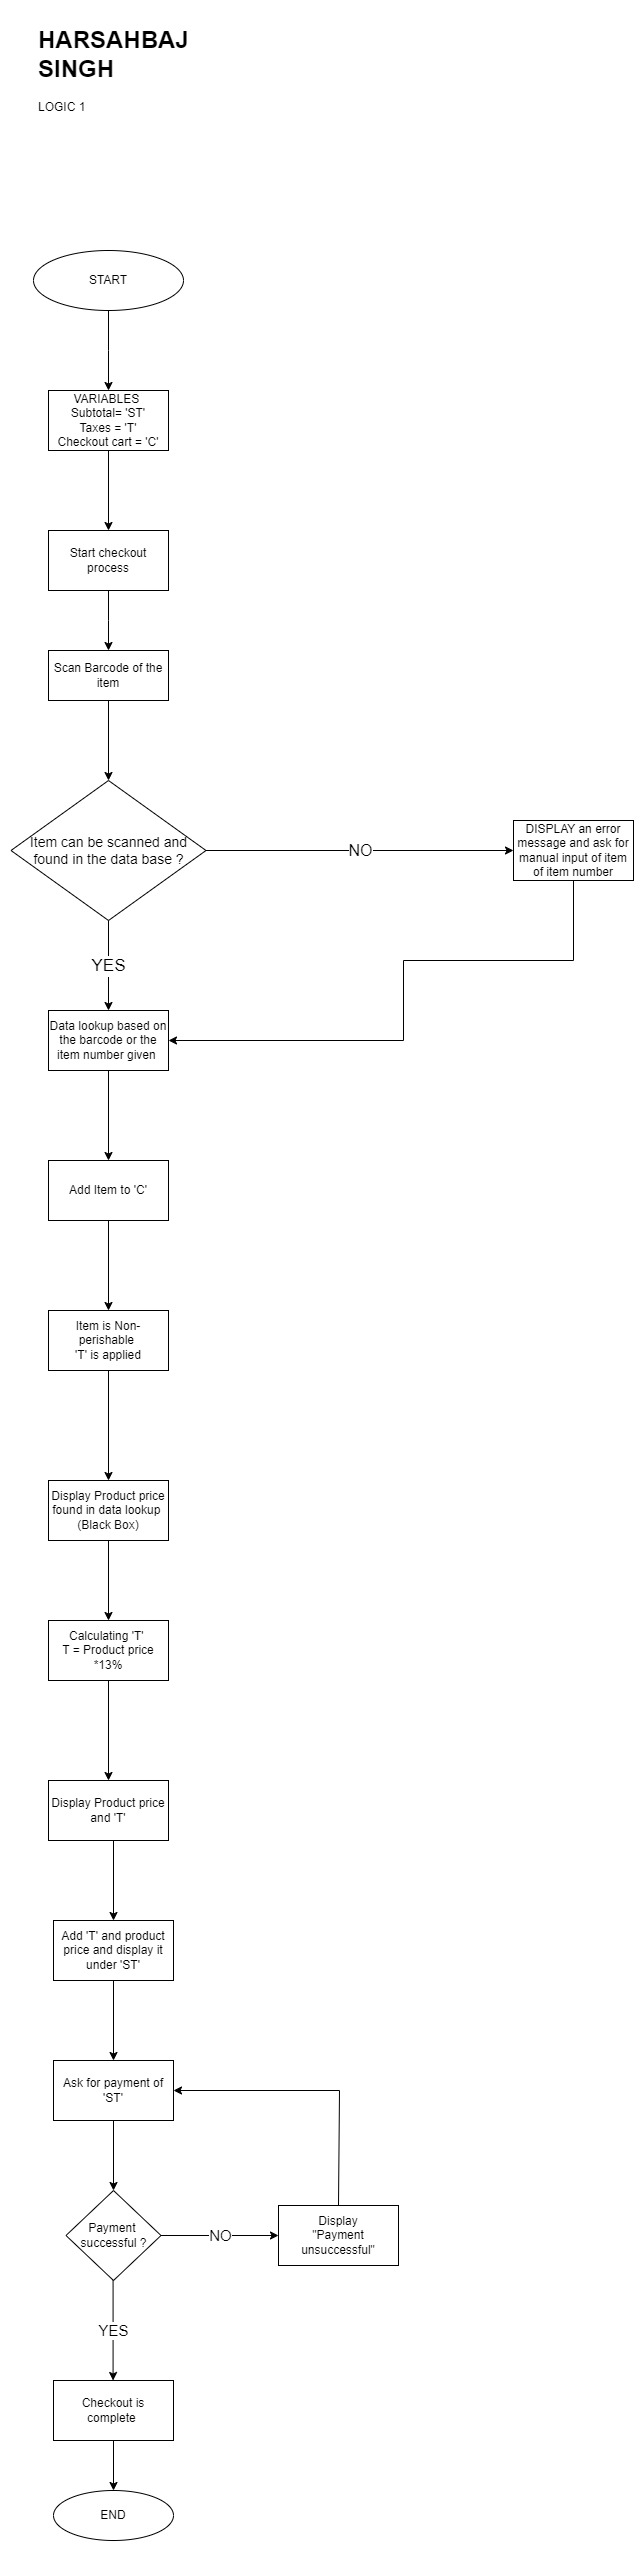 HARSAHBAJ
SINGH
LOGIC 1
START
VARIABLES
Subtotal= 'ST'
Taxes = 'T'
Checkout cart = 'C'
Start checkout
process
Scan Barcode of the
item
Item can be scanned and
found in the data base ?
NO
DISPLAY an error
message and ask for
manual input of item
of item number
YES
Data lookup based on
the barcode or the
item number given
Add Item to 'C'
Item is Non-
perishable
'T' is applied
Display Product price
found in data lookup
(Black Box)
Calculating 'T'
T = Product price
*13%
Display Product price
and 'T'
Add 'T' and product
price and display it
under 'ST'
Ask for payment of
'ST'
Payment
successful ?
NO
Display
"Payment
unsuccessful"
YES
Checkout is
complete
END